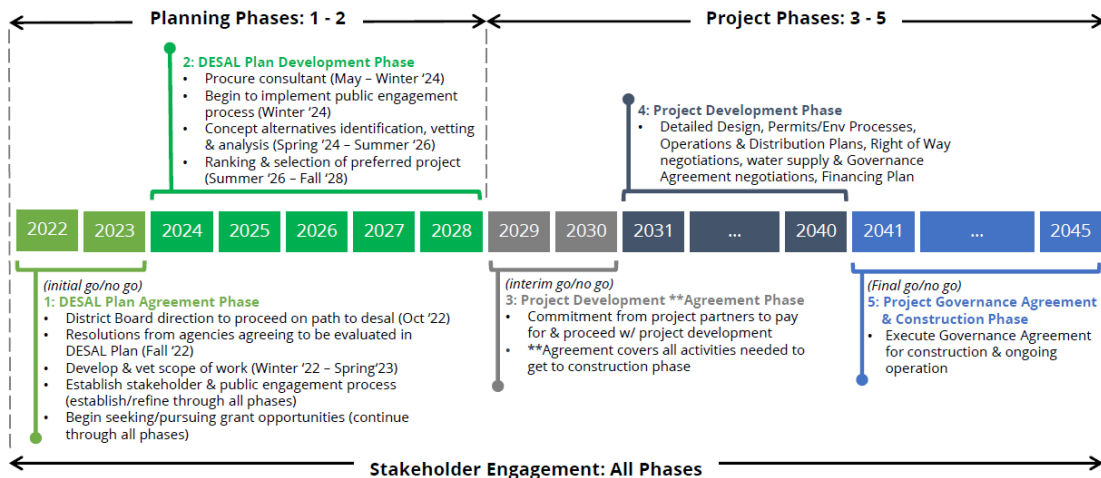 Planning Phases: 1 - 2
Project Phases: 3 - 5
2: DESAL Plan Development Phase
• Procure consultant (May – Winter ‘24)
• Begin to implement public engagement
process (Winter ‘24)
• Concept alternatives identification, vetting
& analysis (Spring ‘24 – Summer ‘26)
• Ranking & selection of preferred project
(Summer ‘26 – Fall ‘28)
4: Project Development Phase
• Detailed Design, Permits/Env Processes,
Operations & Distribution Plans, Right of Way
negotiations, water supply & Governance
Agreement negotiations, Financing Plan
2022 2023 2024 2025 2026 2027 2028 2029 2030 2031 ... 2040 2041 ... 2045
(initial go/no go)
1: DESAL Plan Agreement Phase
• District Board direction to proceed on path to desal (Oct ‘22)
• Resolutions from agencies agreeing to be evaluated in
DESAL Plan (Fall ‘22)
• Develop & vet scope of work (Winter ‘22 – Spring‘23)
• Establish stakeholder & public engagement process
(establish/refine through all phases)
• Begin seeking/pursuing grant opportunities (continue
through all phases)
(interim go/no go)
3: Project Development **Agreement Phase
• Commitment from project partners to pay
for & proceed w/ project development
• **Agreement covers all activities needed to
get to construction phase
(Final go/no go)
5: Project Governance Agreement
& Construction Phase
• Execute Governance Agreement
for construction & ongoing
operation
Stakeholder Engagement: All Phases